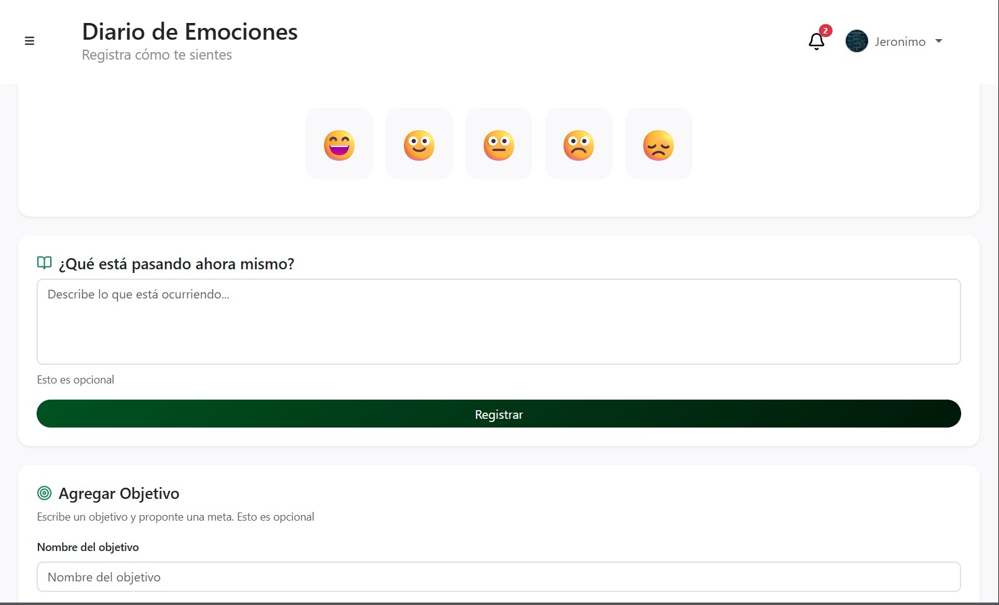 Diario de Emociones
Registra cómo te sientes
2
Jeronimo
¿Qué está pasando ahora mismo?
Describe lo que está ocurriendo...
Esto es opcional
Registrar
Agregar Objetivo
Escribe un objetivo y proponte una meta. Esto es opcional
Nombre del objetivo
Nombre del objetivo